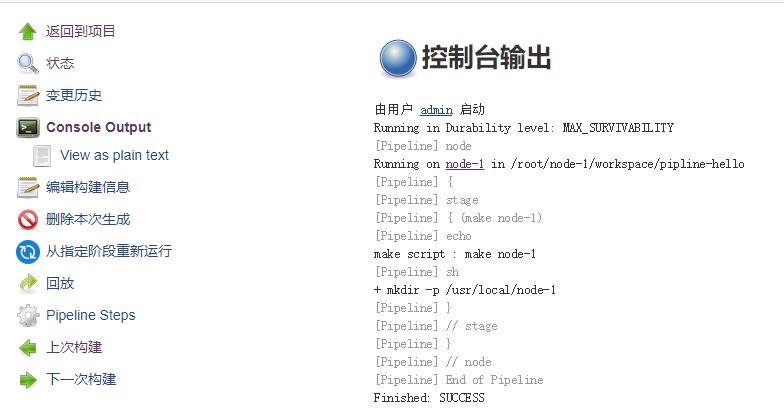 返回到项目
状态
变更历史
Console Output
View as plain text
编辑构建信息
删除本次生成
从指定阶段重新运行
回放
Pipeline Steps
上次构建
下一次构建
控制台输出
由用户 admin 启动
Running in Durability level: MAX_SURVIVABILITY
[Pipeline] node
Running on node-1 in /root/node-1/workspace/pipline-hello
[Pipeline] {
[Pipeline] stage
[Pipeline] { (make node-1)
[Pipeline] echo
make script : make node-1
[Pipeline] sh
+ mkdir -p /usr/local/node-1
[Pipeline] }
[Pipeline] // stage
[Pipeline] }
[Pipeline] // node
[Pipeline] End of Pipeline
Finished: SUCCESS